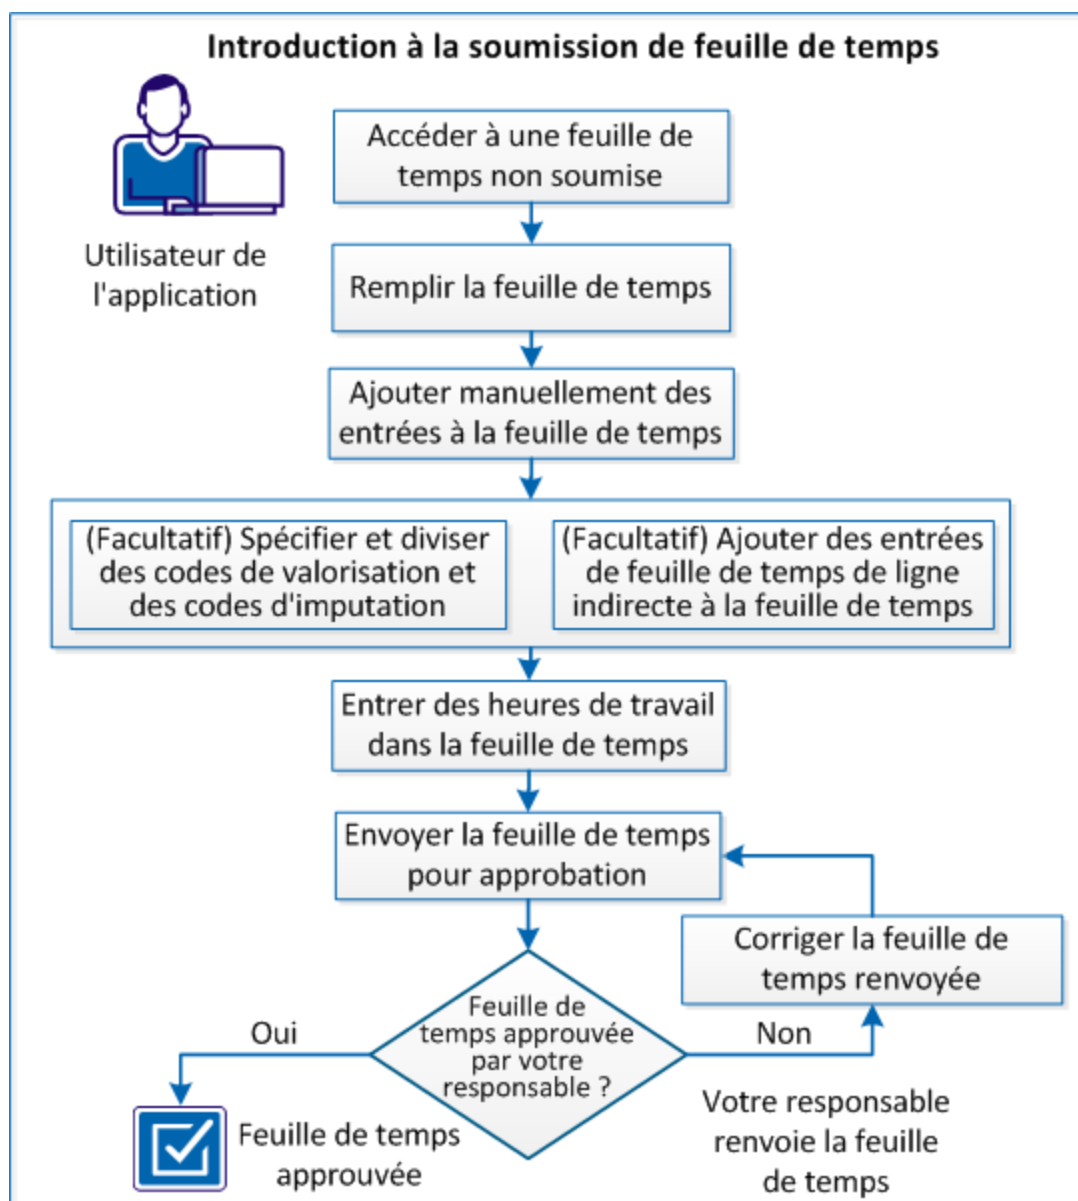 Introduction à la soumission de feuille de temps
Utilisateur de
l'application
Accéder à une feuille de
temps non soumise
Remplir la feuille de temps
Ajouter manuellement des
entrées à la feuille de temps
(Facultatif) Spécifier et diviser
des codes de valorisation et
des codes d'imputation
(Facultatif) Ajouter des entrées
de feuille de temps de ligne
indirecte à la feuille de temps
Entrer des heures de travail
dans la feuille de temps
Envoyer la feuille de temps
pour approbation
Corriger la feuille de
temps renvoyée
Feuille de
temps approuvée
par votre
responsable ?
Oui
Non
Feuille de temps
approuvée
Votre responsable
renvoie la feuille
de temps